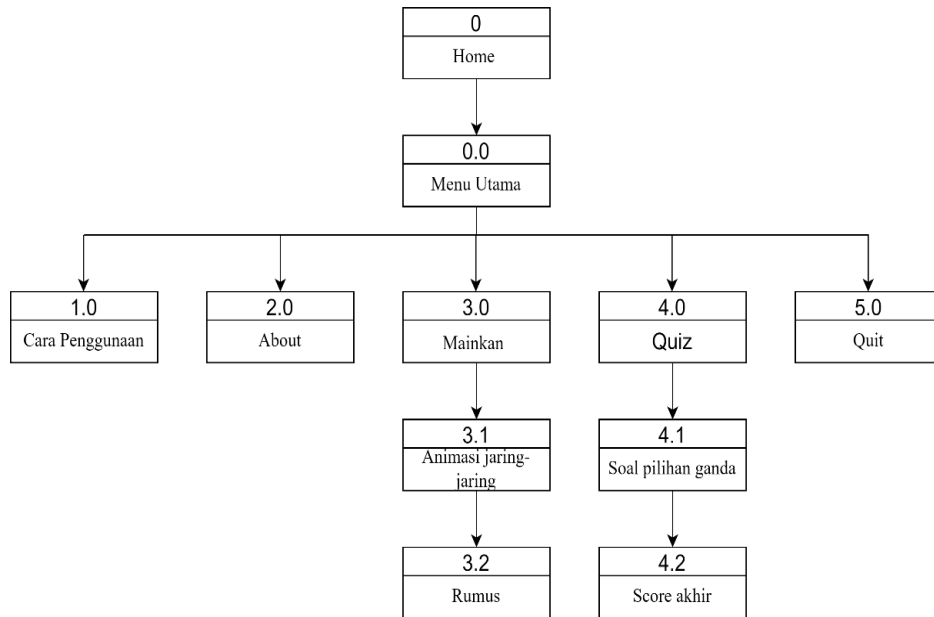 0
Home
0.0
Menu Utama
1.0
Cara Penggunaan
2.0
About
3.0
Mainkan
4.0
Quiz
5.0
Quit
3.1
Animasi jaring-
jaring
4.1
Soal pilihan ganda
3.2
Rumus
4.2
Score akhir